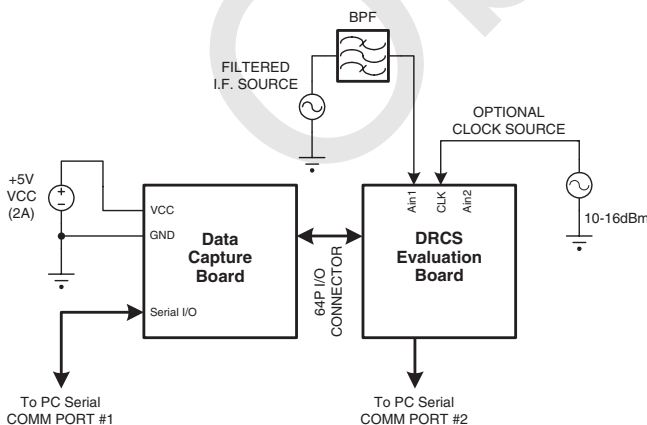 BPF
FILTERED
I.F. SOURCE
OPTIONAL
CLOCK SOURCE
+5V
VCC
(2A)
+
–
VCC
GND
Serial I/O
Data
Capture
Board
64P I/O
CONNECTOR
Ain1
CLK
Ain2
DRCS
Evaluation
Board
10-16dBm
To PC Serial
COMM PORT #1
To PC Serial
COMM PORT #2